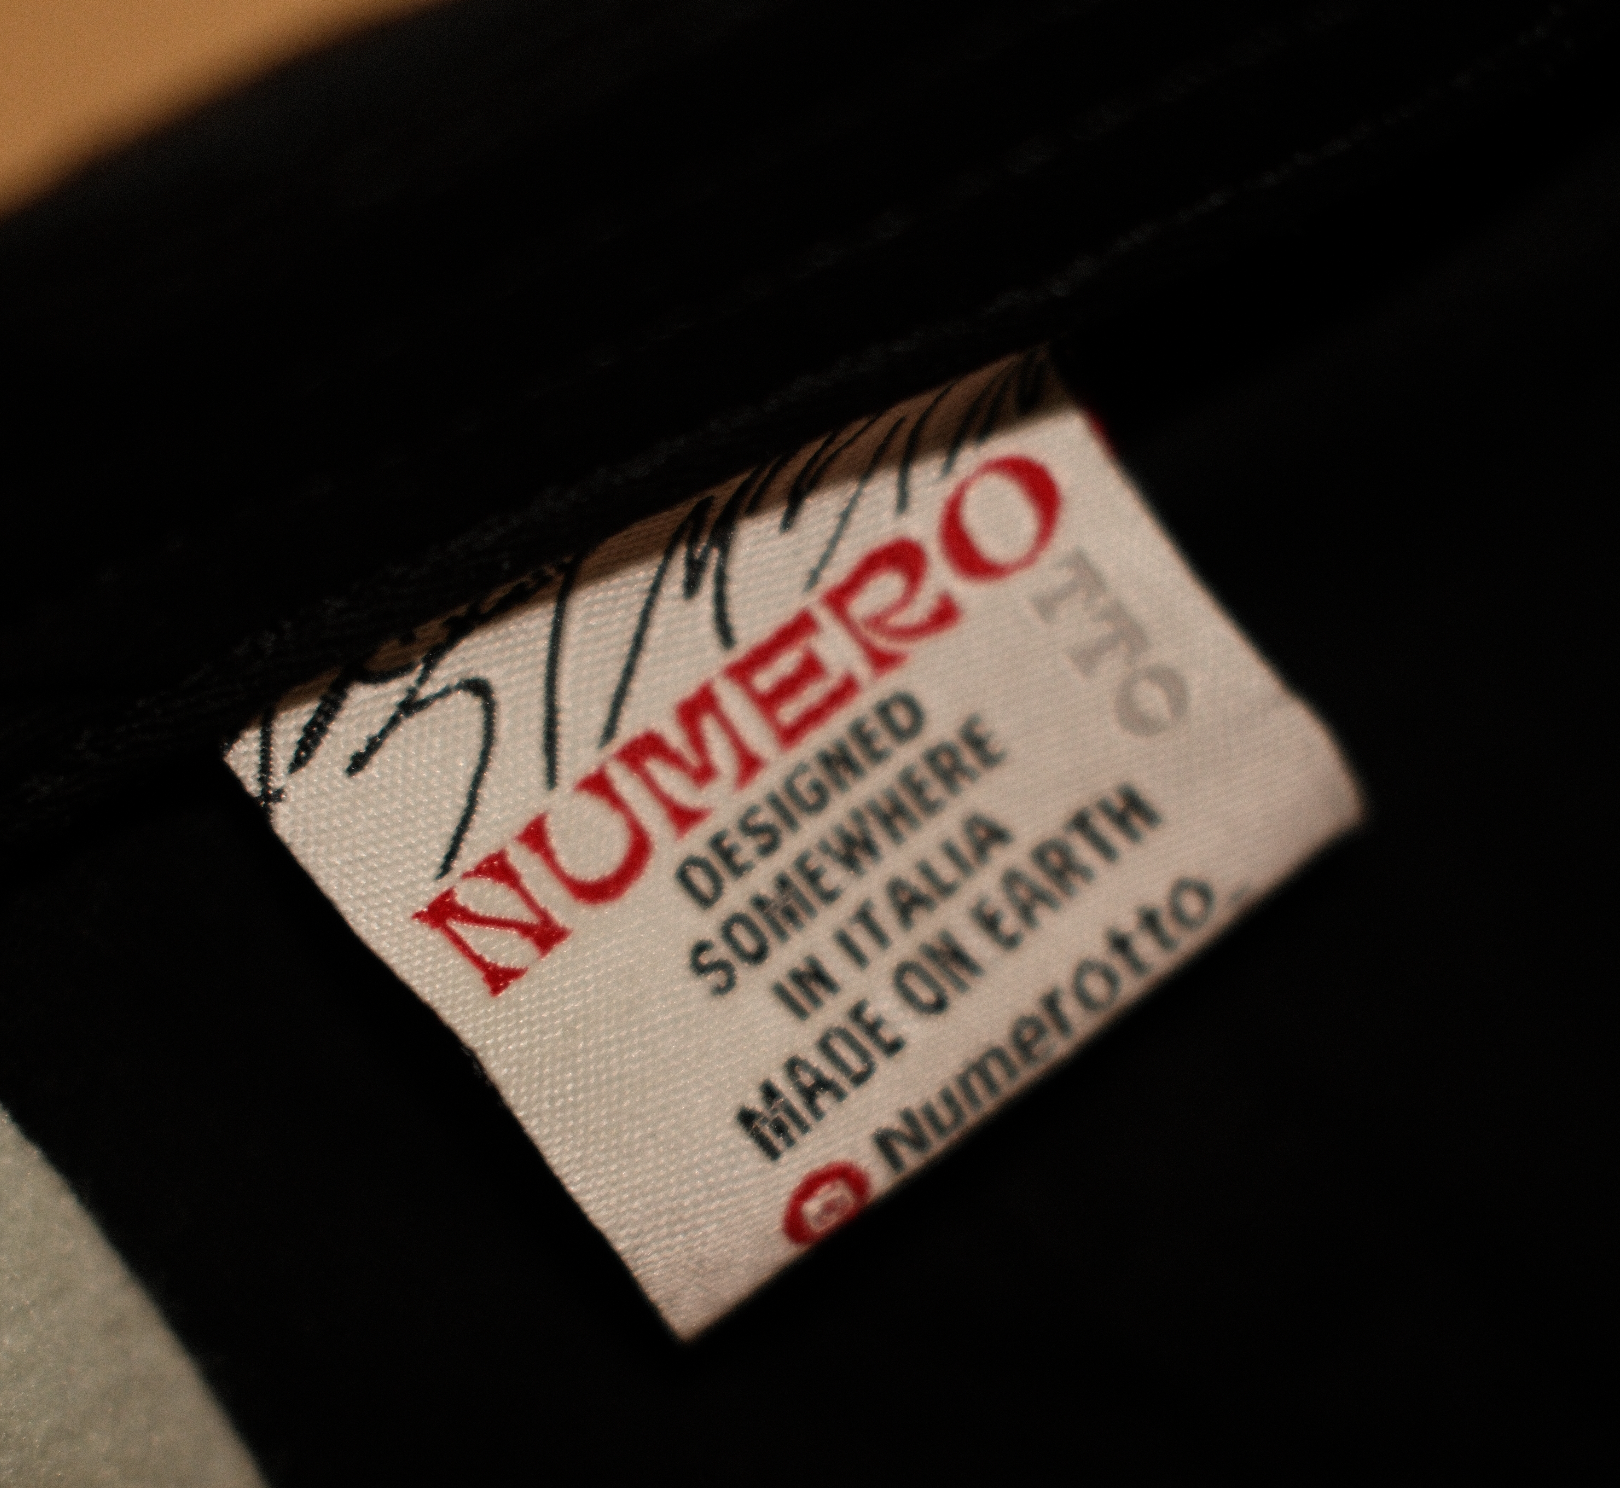 NUMERO
TTO
DESIGNED
SOMEWHERE
IN ITALIA
MADE ON EARTH
Numerotto